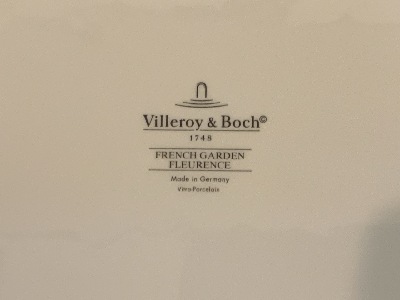 Villeroy & Boch©
1748
FRENCH GARDEN
FLEURENCE
Made in Germany
Vitro-Porcelain